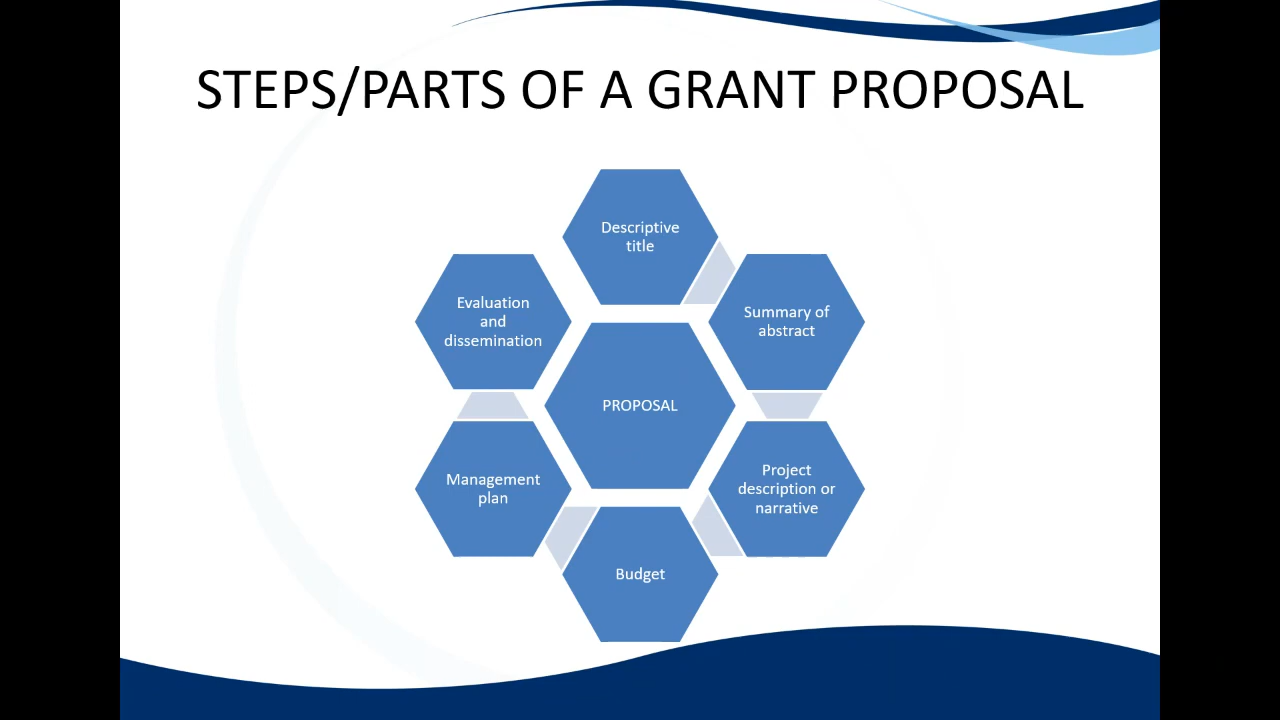 STEPS/PARTS OF A GRANT PROPOSAL
Descriptive
title
Summary of
abstract
Project
description or
narrative
Budget
Management
plan
Evaluation
and
dissemination
PROPOSAL